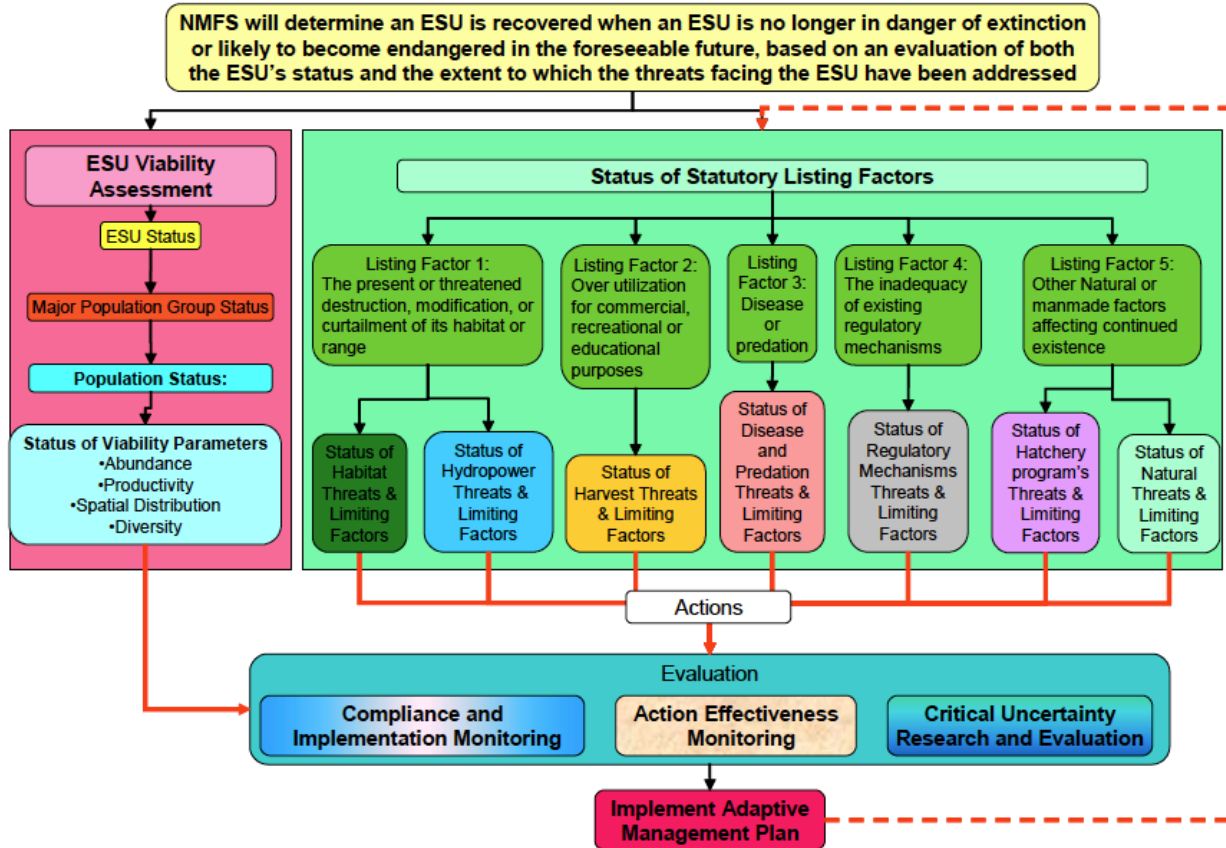 NMFS will determine an ESU is recovered when an ESU is no longer in danger of extinction
or likely to become endangered in the foreseeable future, based on an evaluation of both
the ESU's status and the extent to which the threats facing the ESU have been addressed
ESU Viability
Assessment
ESU Status
Major Population Group Status
Population Status:
Status of Viability Parameters
•Abundance
•Productivity
•Spatial Distribution
•Diversity
Status of Statutory Listing Factors
Listing Factor 1:
The present or threatened
destruction, modification, or
curtailment of its habitat or
range
Listing Factor 2:
Over utilization
for commercial,
recreational or
educational
purposes
Listing
Factor 3:
Disease
or
predation
Listing Factor 4:
The inadequacy
of existing
regulatory
mechanisms
Listing Factor 5:
Other Natural or
manmade factors
affecting continued
existence
Status of
Habitat
Threats &
Limiting
Factors
Status of
Hydropower
Threats &
Limiting
Factors
Status of
Harvest Threats
& Limiting
Factors
Status of
Disease
and
Predation
Threats &
Limiting
Factors
Status of
Regulatory
Mechanisms
Threats &
Limiting
Factors
Status of
Hatchery
program's
Threats &
Limiting
Factors
Status of
Natural
Threats &
Limiting
Factors
Actions
Evaluation
Compliance and
Implementation Monitoring
Action Effectiveness
Monitoring
Critical Uncertainty
Research and Evaluation
Implement Adaptive
Management Plan